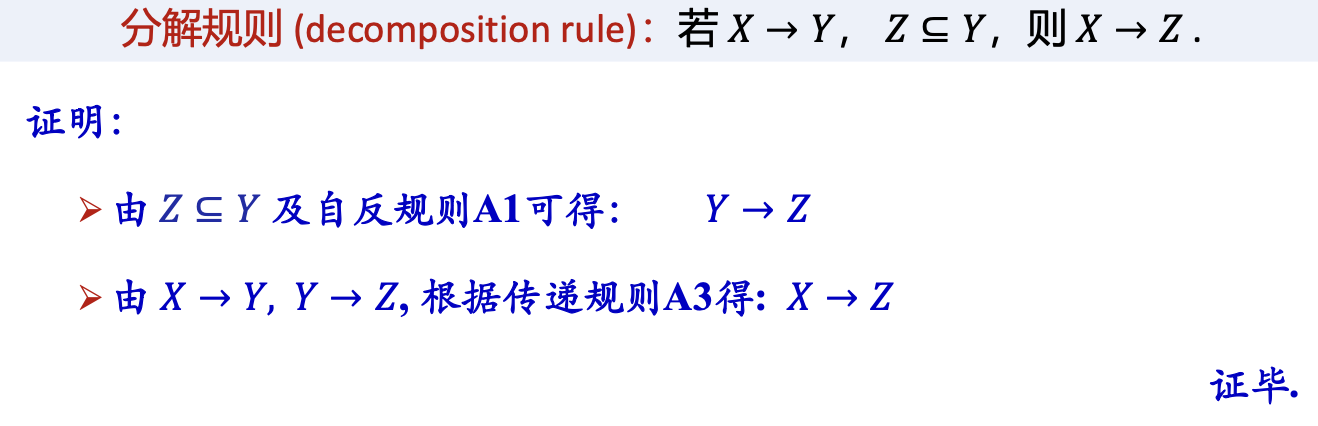 分解规则 (decomposition rule)：若 X → Y， Z ⊆ Y，则 X → Z .
证明：
➢ 由 Z ⊆ Y 及自反规则A1可得： Y → Z
➢ 由 X → Y, Y → Z, 根据传递规则A3得: X → Z
证毕.